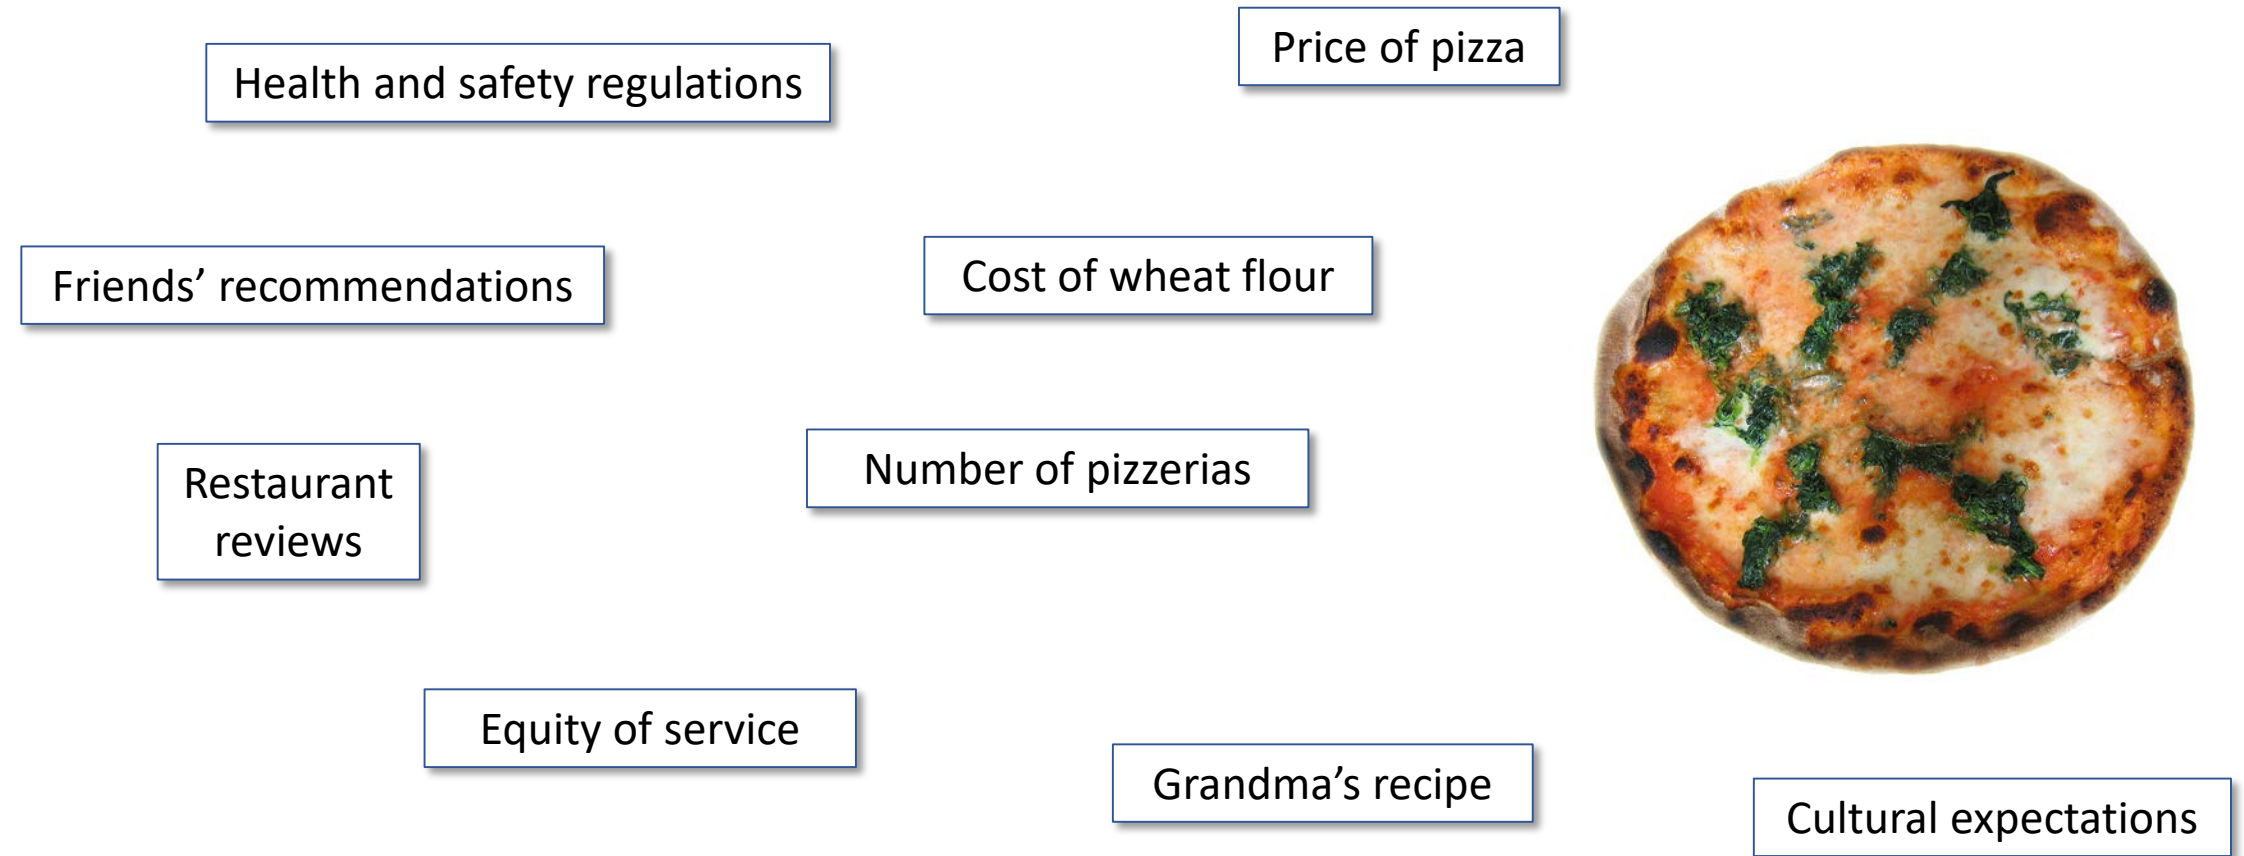 Price of pizza
Health and safety regulations
Friends’ recommendations
Cost of wheat flour
Restaurant
reviews
Number of pizzerias
Equity of service
Grandma’s recipe
Cultural expectations